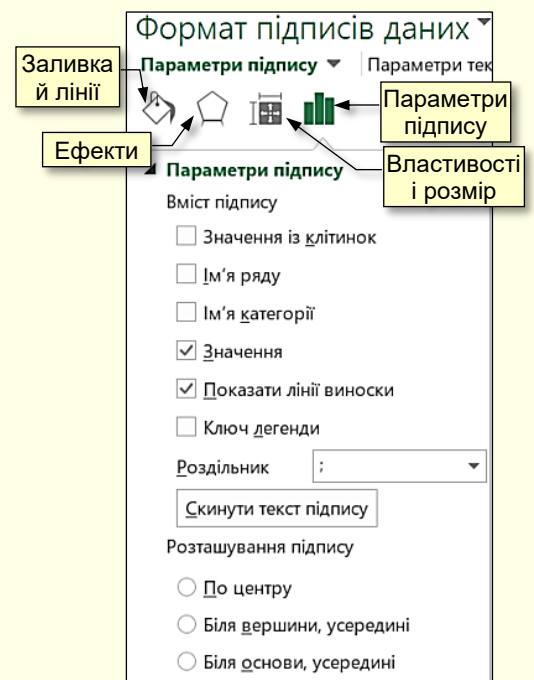 Формат підписів даних
Заливка
й лінії
Параметри підпису
Параметри тек
Параметри
підпису
Ефекти
Властивості
і розмір
Параметри підпису
Вміст підпису
Значення із клітинок
Ім'я ряду
Ім'я категорії
Значення
Показати лінії виноски
Ключ легенди
Роздільник ;
Скинути текст підпису
Розташування підпису
По центру
Біля вершини, усередині
Біля основи, усередині